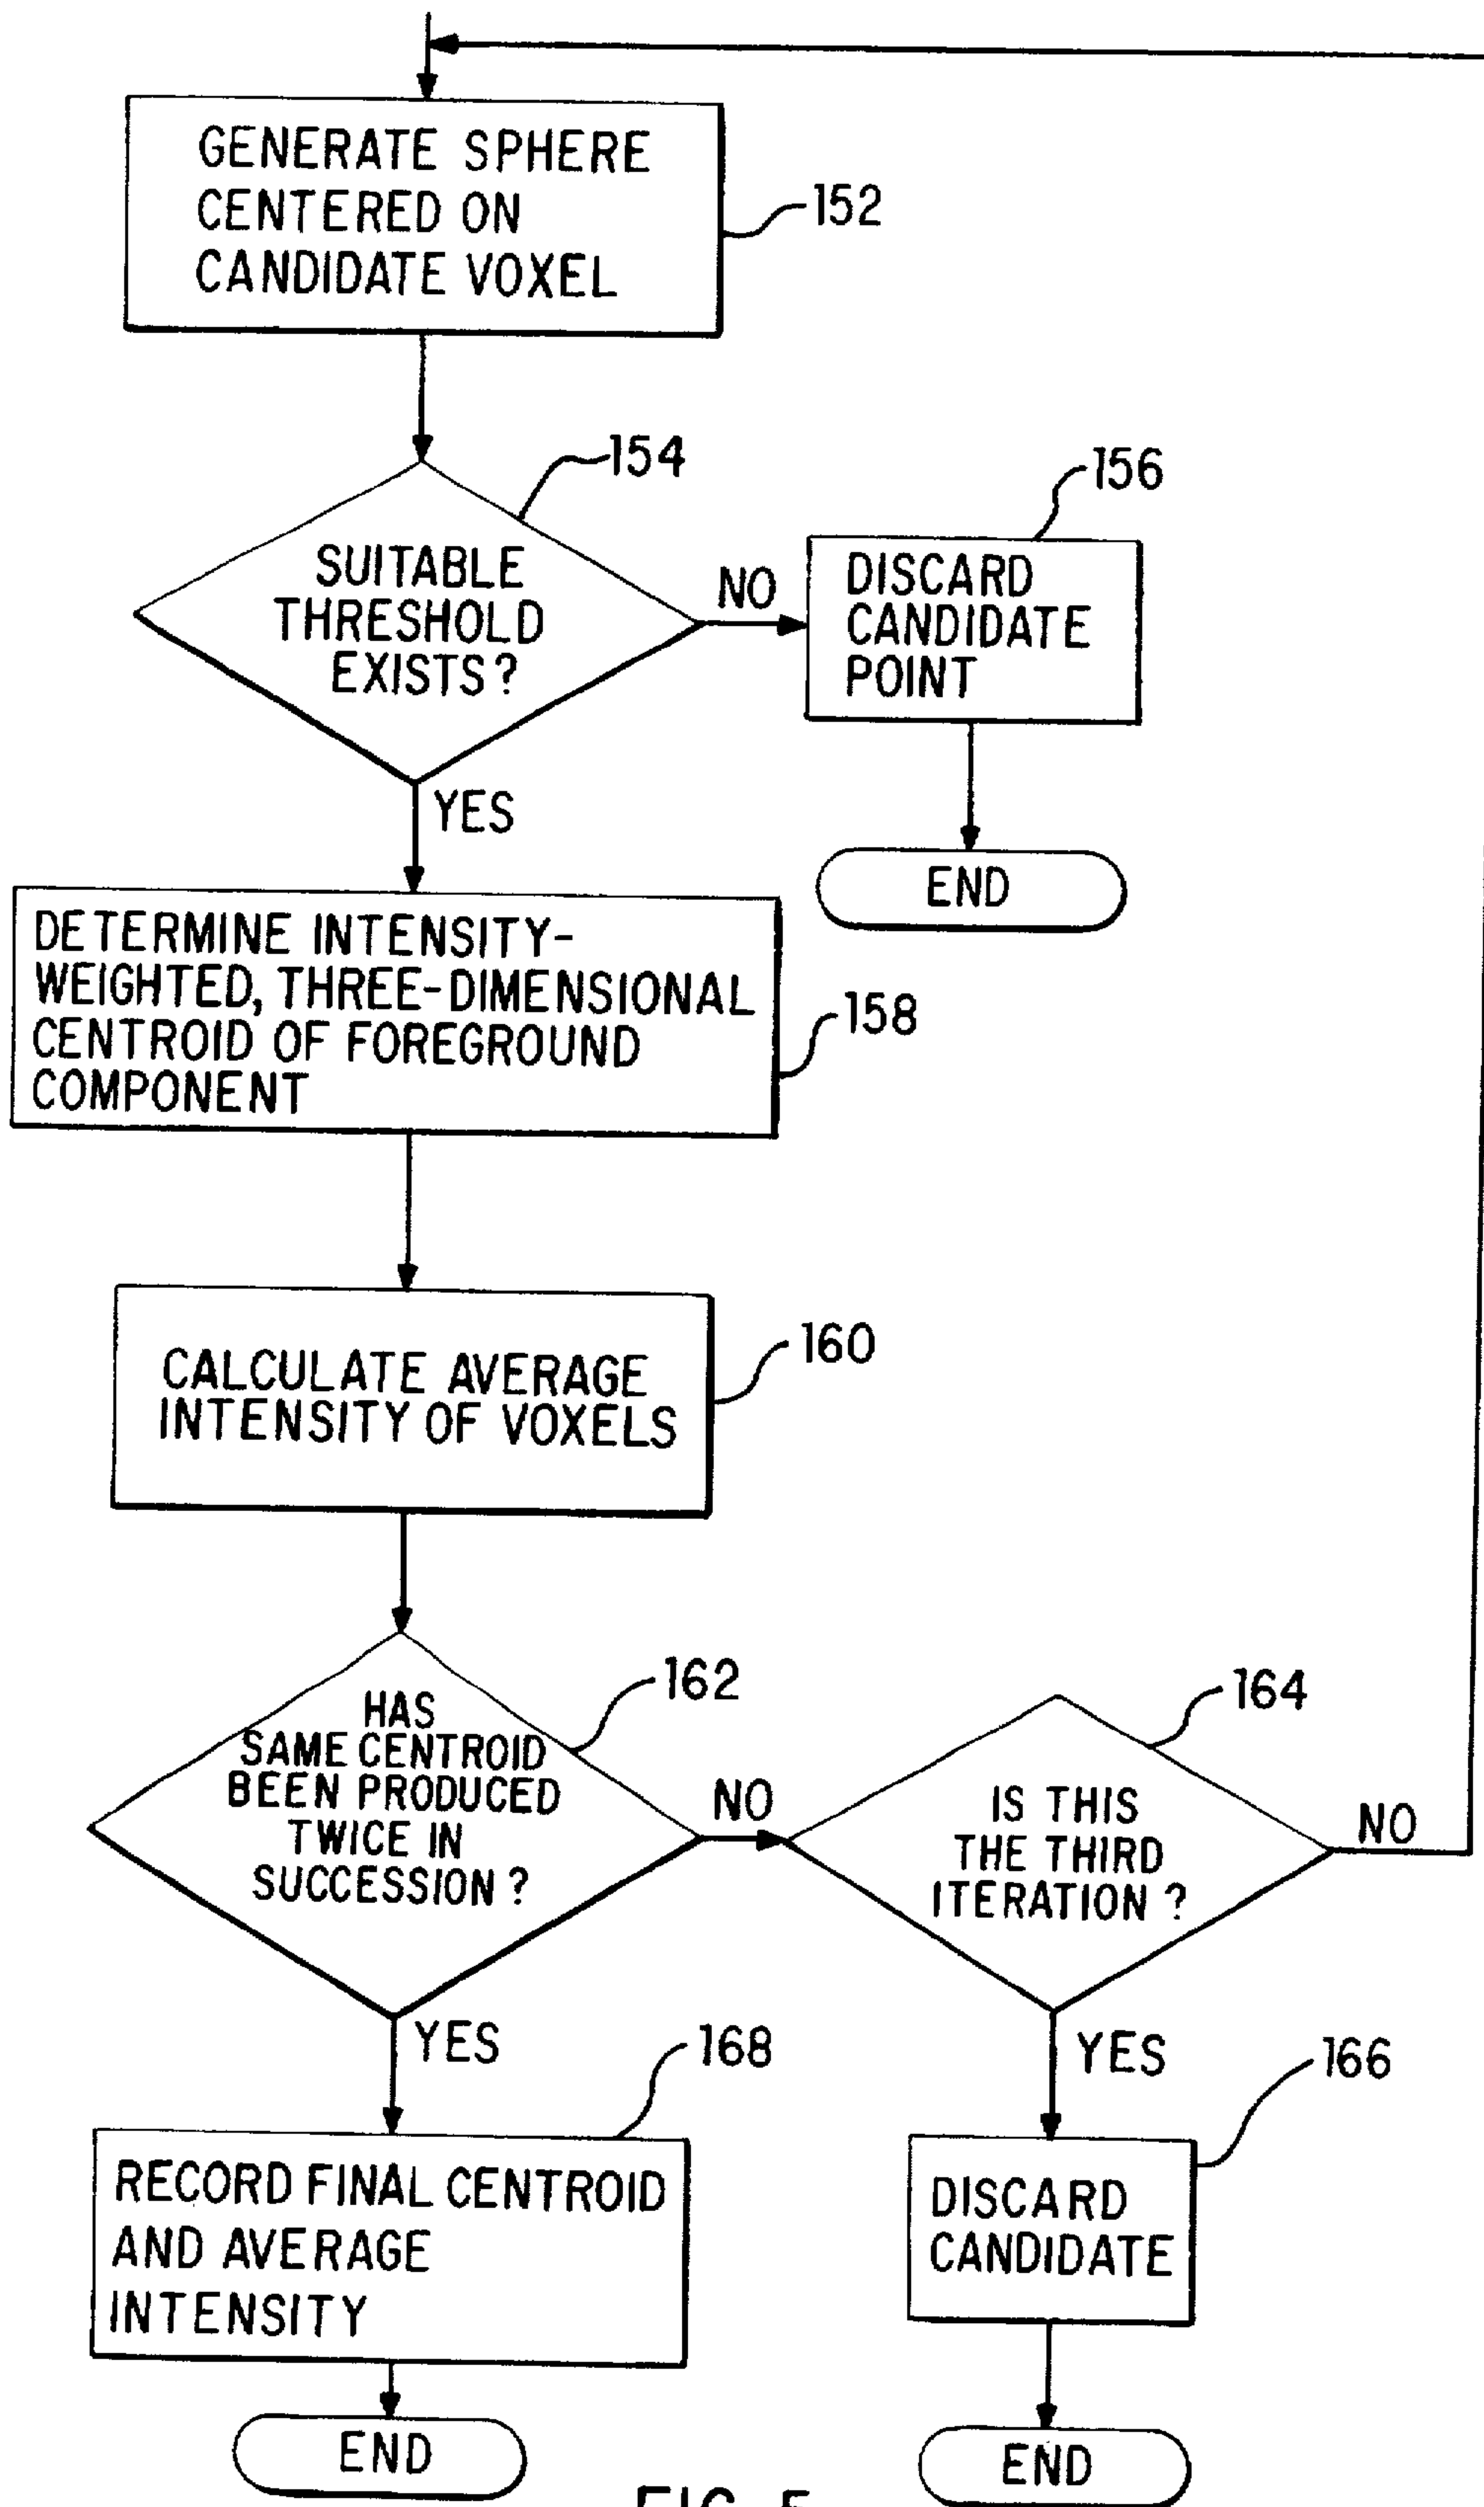 GENERATE SPHERE
CENTERED ON
CANDIDATE VOXEL
152
154
SUITABLE
THRESHOLD
EXISTS?
NO
156
DISCARD
CANDIDATE
POINT
YES
END
DETERMINE INTENSITY-
WEIGHTED, THREE-DIMENSIONAL
CENTROID OF FOREGROUND
COMPONENT
158
CALCULATE AVERAGE
INTENSITY OF VOXELS
160
HAS
SAME CENTROID
BEEN PRODUCED
TWICE IN
SUCCESSION ?
162
NO
164
IS THIS
THE THIRD
ITERATION ?
NO
YES
168
YES
166
RECORD FINAL CENTROID
AND AVERAGE
INTENSITY
DISCARD
CANDIDATE
END
END